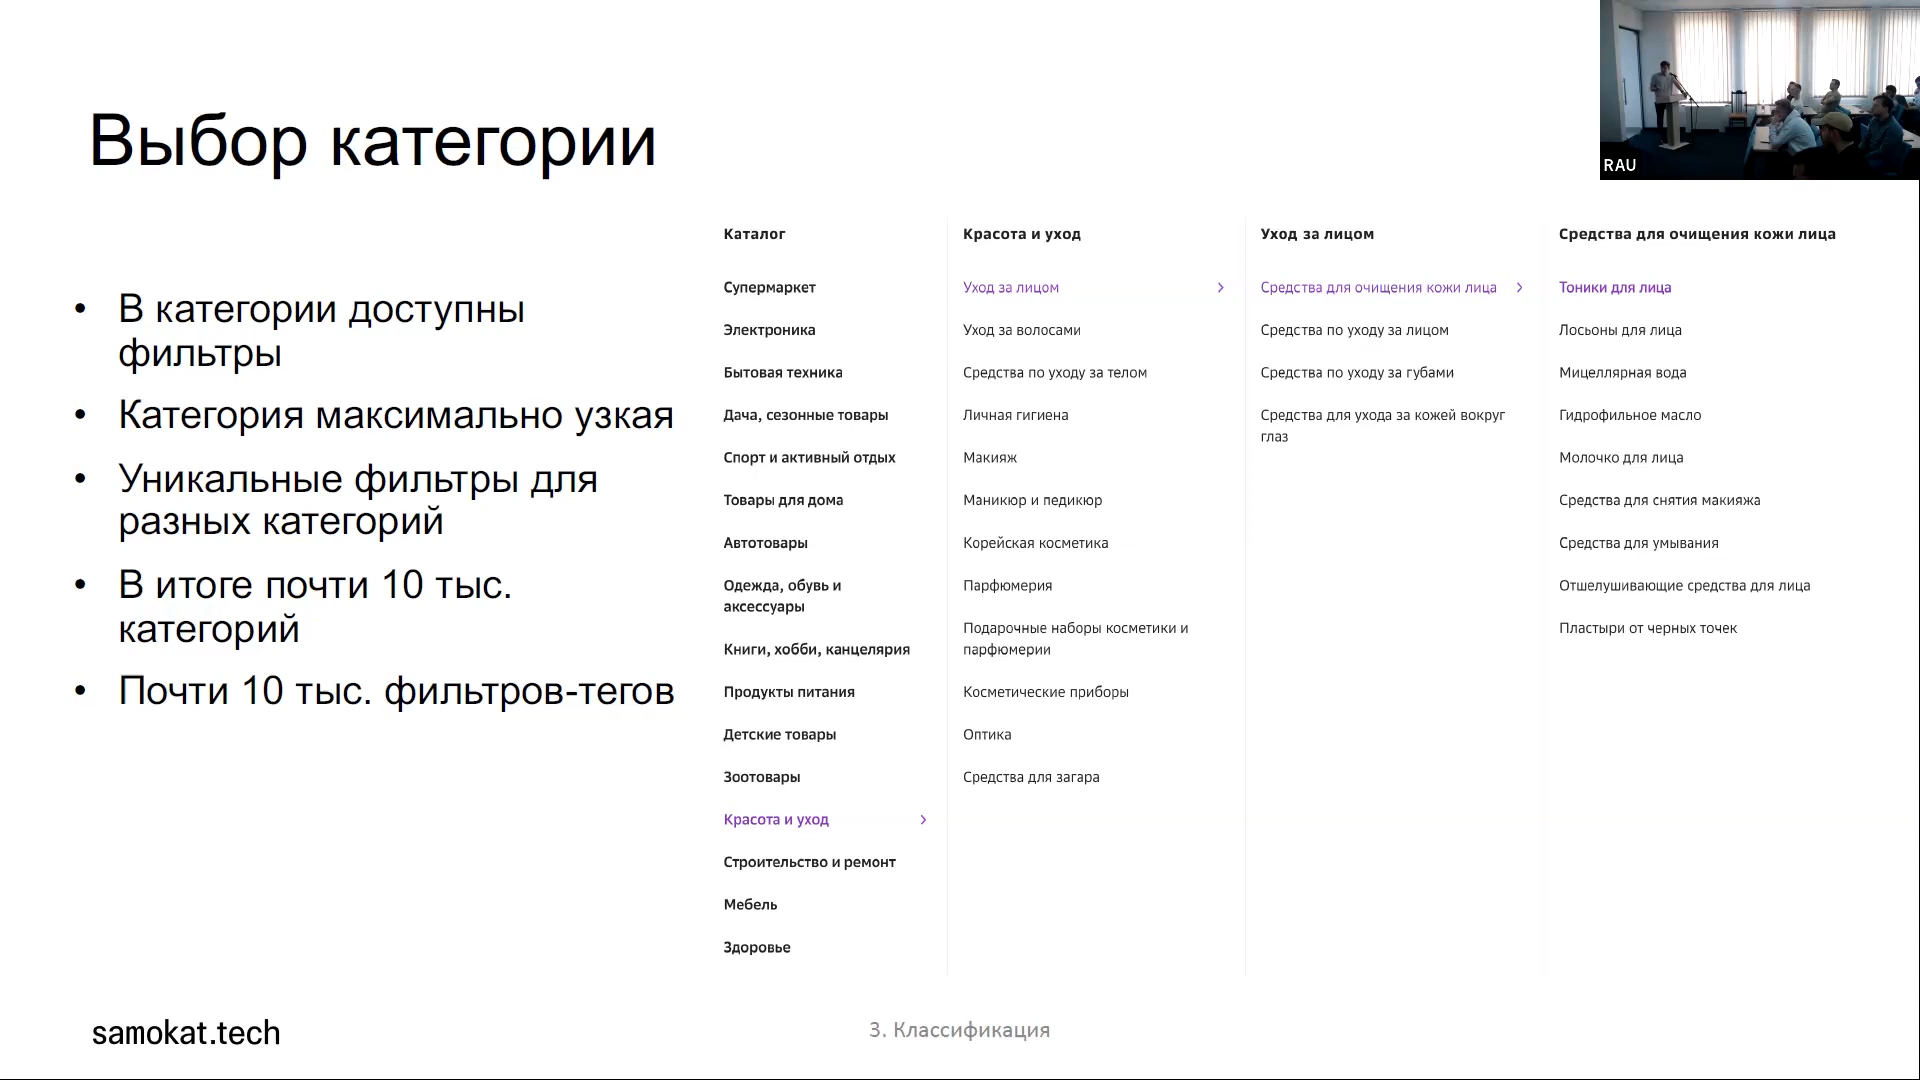 Выбор категории
RAU
• В категории доступны
фильтры
• Категория максимально узкая
• Уникальные фильтры для
разных категорий
• В итоге почти 10 тыс.
категорий
• Почти 10 тыс. фильтров-тегов
Каталог
Супермаркет
Электроника
Бытовая техника
Дача, сезонные товары
Спорт и активный отдых
Товары для дома
Автотовары
Одежда, обувь и
аксессуары
Книги, хобби, канцелярия
Продукты питания
Детские товары
Зоотовары
Красота и уход
Строительство и ремонт
Мебель
Здоровье
Красота и уход
Уход за лицом
Уход за волосами
Средства по уходу за телом
Личная гигиена
Макияж
Маникюр и педикюр
Корейская косметика
Парфюмерия
Подарочные наборы косметики и
парфюмерии
Косметические приборы
Оптика
Средства для загара
Уход за лицом
Средства для очищения кожи лица
Средства по уходу за лицом
Средства по уходу за губами
Средства для ухода за кожей вокруг
глаз
Средства для очищения кожи лица
Тоники для лица
Лосьоны для лица
Мицеллярная вода
Гидрофильное масло
Молочко для лица
Средства для снятия макияжа
Средства для умывания
Отшелушивающие средства для лица
Пластыри от черных точек
samokat.tech
3. Классификация